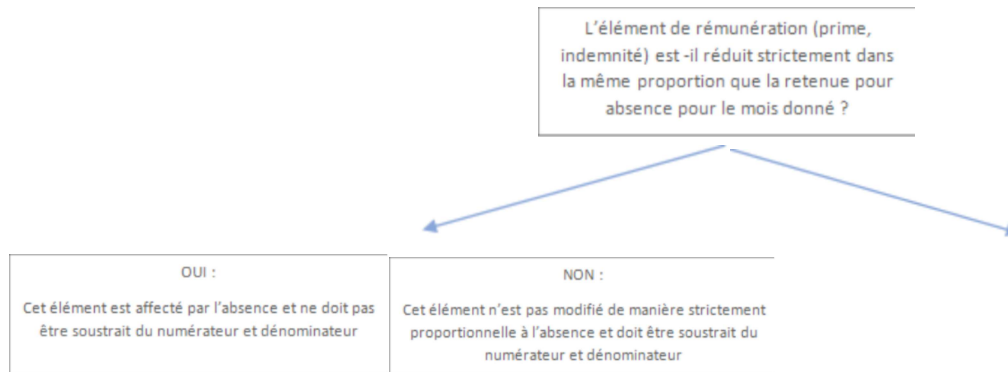 L’élément de rémunération (prime,
indemnité) est -il réduit strictement dans
la même proportion que la retenue pour
absence pour le mois donné ?
OUI :
Cet élément est affecté par l’absence et ne doit pas
être soustrait du numérateur et dénominateur
NON :
Cet élément n’est pas modifié de manière strictement
proportionnelle à l’absence et doit être soustrait du
numérateur et dénominateur